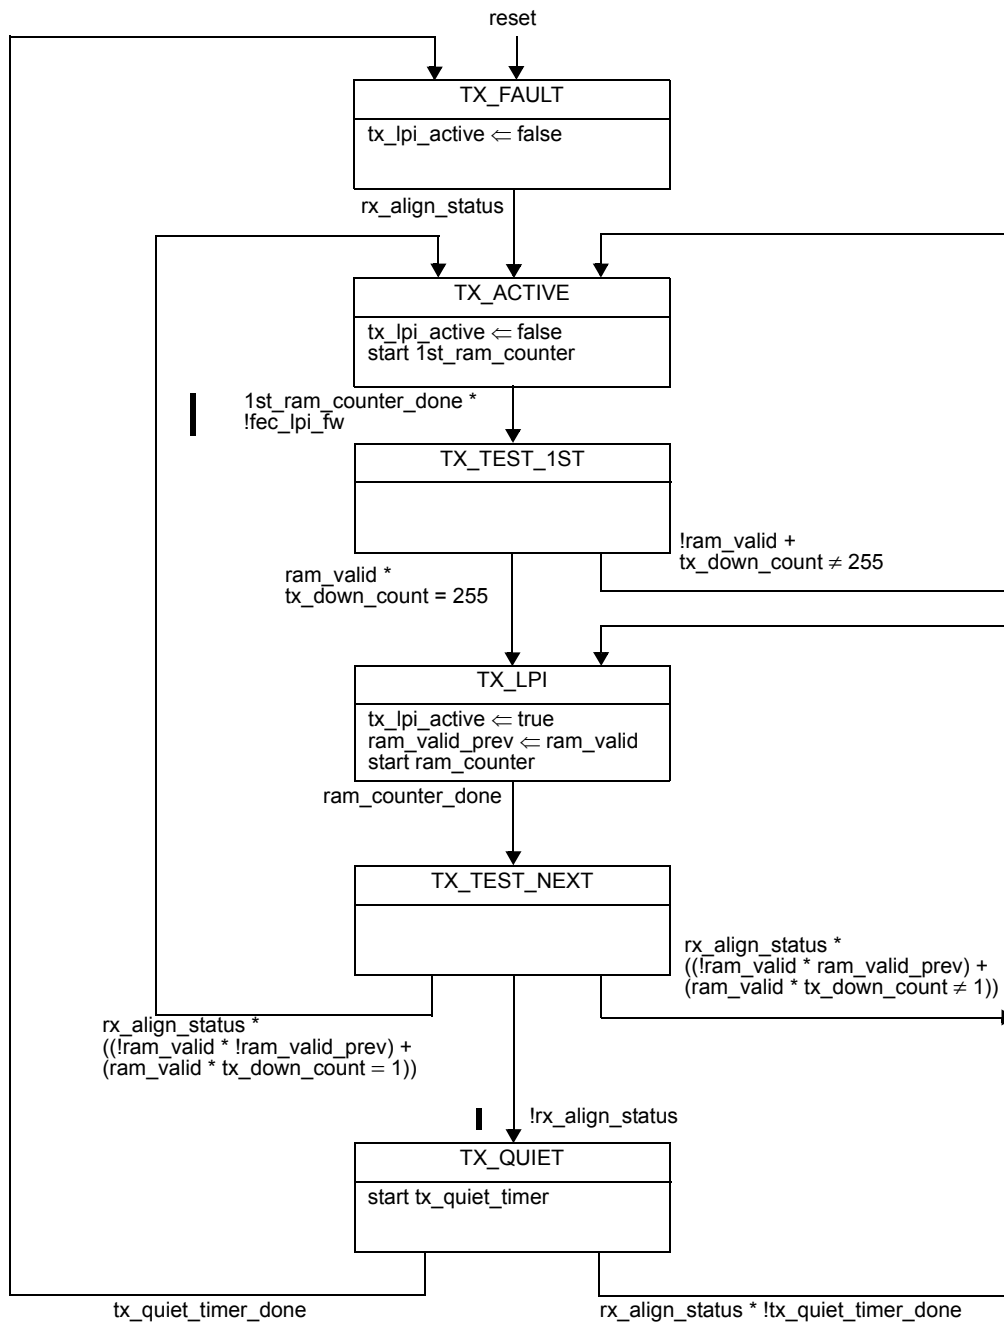 reset
TX_FAULT
tx_lpi_active ⇐ false
rx_align_status
TX_ACTIVE
tx_lpi_active ⇐ false
start 1st_ram_counter
1st_ram_counter_done *
!fec_lpi_fw
TX_TEST_1ST
!ram_valid +
tx_down_count ≠ 255
ram_valid *
tx_down_count = 255
TX_LPI
tx_lpi_active ⇐ true
ram_valid_prev ⇐ ram_valid
start ram_counter
ram_counter_done
TX_TEST_NEXT
rx_align_status *
((!ram_valid * ram_valid_prev) +
(ram_valid * tx_down_count ≠ 1))
rx_align_status *
((!ram_valid * !ram_valid_prev) +
(ram_valid * tx_down_count = 1))
!rx_align_status
TX_QUIET
start tx_quiet_timer
tx_quiet_timer_done
rx_align_status * !tx_quiet_timer_done